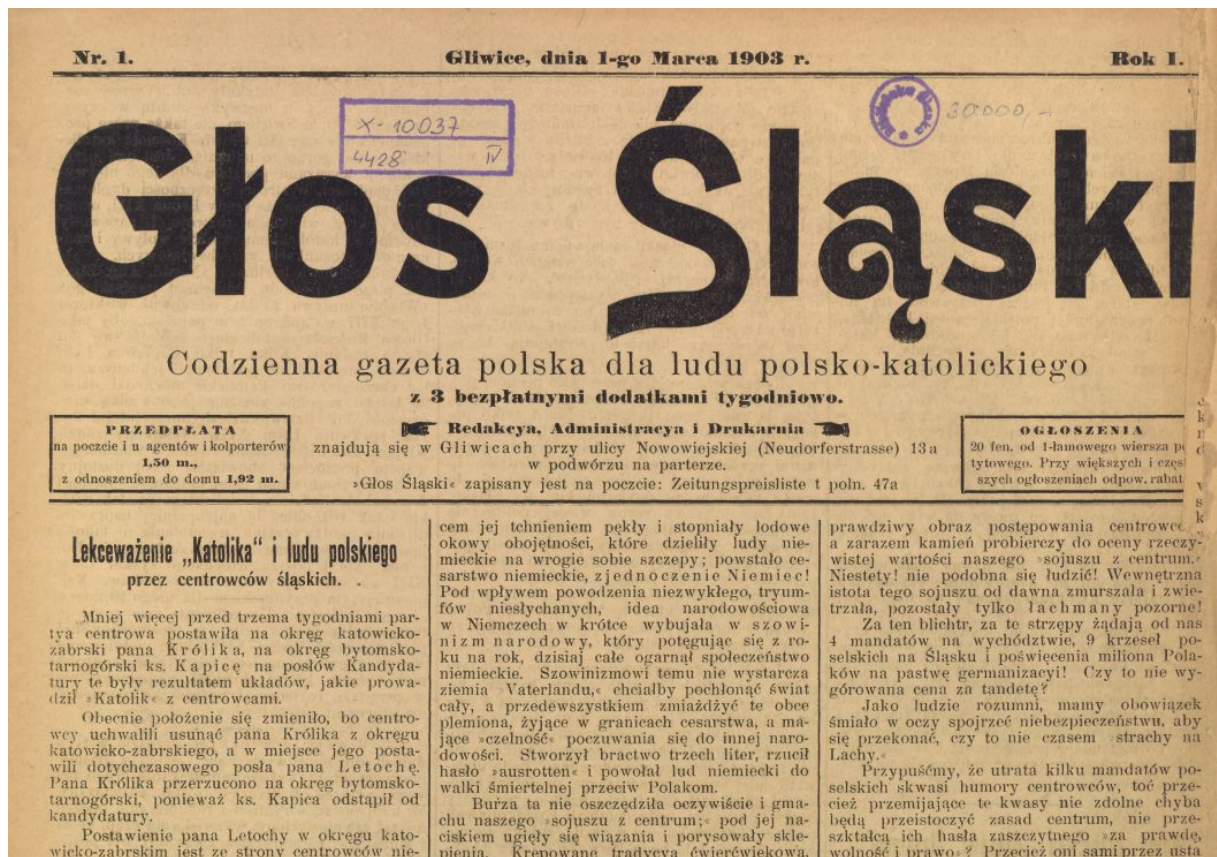 Nr. 1.
Gliwice, dnia 1-go Marca 1903 r.
Rok I.
X- 10037
4428 IV
30.000,-
Głos Śląski
Codzienna gazeta polska dla ludu polsko-katolickiego
z 3 bezpłatnymi dodatkami tygodniowo.
PRZEDPŁATA
na poczcie i u agentów i kolporterów
1,50 m.,
z odnoszeniem do domu 1,92 m.
Redakcya, Administracya i Drukarnia
znajdują się w Gliwicach przy ulicy Nowowiejskiej (Neudorferstrasse) 13a
w podwórzu na parterze.
»Głos Śląski« zapisany jest na poczcie: Zeitungspreisliste t poln. 47a
OGŁOSZENIA
20 fen. od 1-łamowego wiersza
tytowego. Przy większych i
szych ogłoszeniach odpow. rabat
Lekceważenie „Katolika“ i ludu polskiego
przez centrowców śląskich.
Mniej więcej przed trzema tygodniami par-
tya centrowa postawiła na okręg katowicko-
zabrski pana Królika, na okręg bytomsko-
tarnogórski ks. Kapicę na posłów Kandyda-
tury te były rezultatem układów, jakie prowa-
dził »Katolik« z centrowcami.
Obecnie położenie się zmieniło, bo centro-
wcy uchwalili usunąć pana Królika z okręgu
katowicko-zabrskiego, a w miejsce jego posta-
wili dotychczasowego posła pana Letochę.
Pana Królika przerzucono na okręg bytomsko-
tarnogórski, ponieważ ks. Kapica odstąpił od
kandydatury.
Postawienie pana Letochy w okręgu kato-
wicko-zabrskim jest ze strony centrowców nie-
cem jej tchnieniem pękły i stopniały lodowe
okowy obojętności, które dzieliły ludy nie-
mieckie na wrogie sobie szczepy; powstało ce-
sarstwo niemieckie, zjednoczenie Niemiec!
Pod wpływem powodzenia niezwykłego, tryum-
fów niesłychanych, idea narodowościowa
w Niemczech w krótce wybujała w szowi-
nizm narodowy, który potęgując się z ro-
ku na rok, dzisiaj całe ogarnął społeczeństwo
niemieckie. Szowinizmowi temu nie wystarcza
ziemia »Vaterlandu,« chciałby pochłonąć świat
cały, a przedewszystkiem zmiażdżyć te obce
plemiona, żyjące w granicach cesarstwa, a ma-
jące »czelność« poczuwania się do innej naro-
dowości. Stworzył bractwo trzech liter, rzucił
hasło »ausrotten« i powołał lud niemiecki do
walki śmiertelnej przeciw Polakom.
Burza ta nie oszczędziła oczywiście i gma-
chu naszego »sojuszu z centrum;« pod jej na-
ciskiem ugięły się wiązania i porysowały skle-
pienia. Krępowane tradycyą ćwierćwiekową,
prawdziwy obraz postępowania
a zarazem kamień probierczy do oceny rzeczy-
wistej wartości naszego »sojuszu z centrum.«
Niestety! nie podobna się łudzić! Wewnętrzna
istota tego sojuszu od dawna zmurszała i zwie-
trzała, pozostały tylko łachmany pozorne!
Za ten blichtr, za te strzępy żądają od nas
4 mandatów na wychództwie, 9 krzeseł po-
selskich na Śląsku i poświęcenia miliona Pola-
ków na pastwę germanizacyi! Czy to nie wy-
górowana cena za tandetę?
Jako ludzie rozumni, mamy obowiązek
śmiało w oczy spojrzeć niebezpieczeństwu, aby
się przekonać, czy to nie czasem »strachy na
Lachy.«
Przypuśćmy, że utrata kilku mandatów po-
selskich skwasi humory centrowców, toć prze-
cież przemijające te kwasy nie zdolne chyba
będą przeistoczyć zasad centrum, nie prze-
szkształcą ich hasła zaszczytnego »za prawdę,
wolność i prawo«? Przecież oni sami przez usta